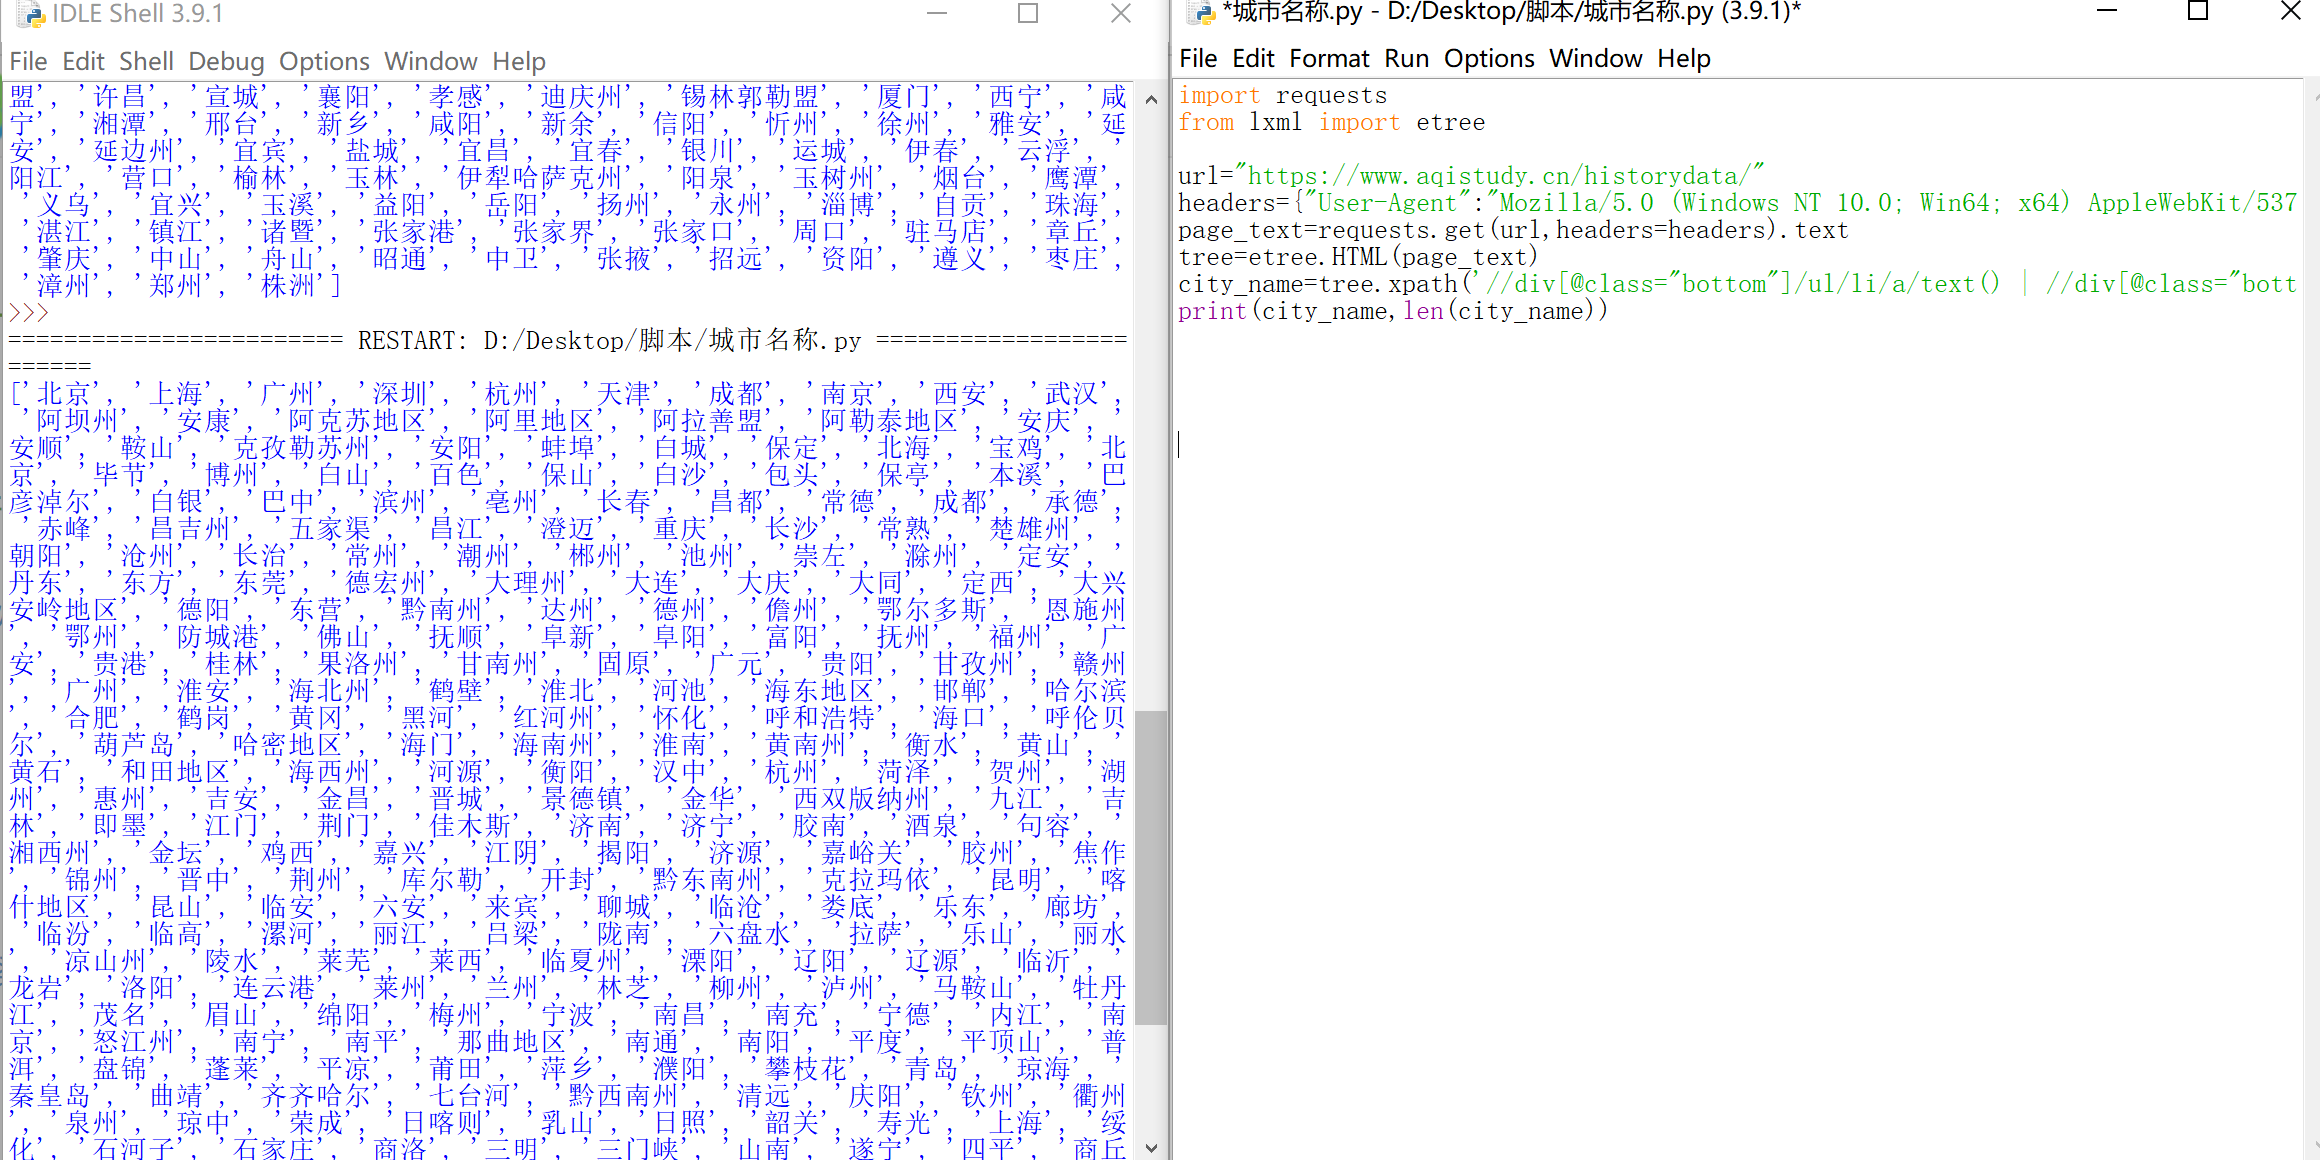 IDLE Shell 3.9.1
File Edit Shell Debug Options Window Help
盟', '许昌', '宣城', '襄阳', '孝感', '迪庆州', '锡林郭勒盟', '厦门', '西宁', '咸
宁', '湘潭', '邢台', '新乡', '咸阳', '新余', '信阳', '忻州', '徐州', '雅安', '延
安', '延边州', '宜宾', '盐城', '宜昌', '宜春', '银川', '运城', '伊春', '云浮', '
阳江', '营口', '榆林', '玉林', '伊犁哈萨克州', '阳泉', '玉树州', '烟台', '鹰潭',
'义乌', '宜兴', '玉溪', '益阳', '岳阳', '扬州', '永州', '淄博', '自贡', '珠海',
'湛江', '镇江', '诸暨', '张家港', '张家界', '张家口', '周口', '驻马店', '章丘',
'肇庆', '中山', '舟山', '昭通', '中卫', '张掖', '招远', '资阳', '遵义', '枣庄',
'漳州', '郑州', '株洲']
>>>
======================== RESTART: D:/Desktop/脚本/城市名称.py ==================
======
['北京', '上海', '广州', '深圳', '杭州', '天津', '成都', '南京', '西安', '武汉',
'阿坝州', '安康', '阿克苏地区', '阿里地区', '阿拉善盟', '阿勒泰地区', '安庆', '
安顺', '鞍山', '克孜勒苏州', '安阳', '蚌埠', '白城', '保定', '北海', '宝鸡', '北
京', '毕节', '博州', '白山', '百色', '保山', '白沙', '包头', '保亭', '本溪', '巴
彦淖尔', '白银', '巴中', '滨州', '亳州', '长春', '昌都', '常德', '成都', '承德',
'赤峰', '昌吉州', '五家渠', '昌江', '澄迈', '重庆', '长沙', '常熟', '楚雄州', '
朝阳', '沧州', '长治', '常州', '潮州', '郴州', '池州', '崇左', '滁州', '定安', '
丹东', '东方', '东莞', '德宏州', '大理州', '大连', '大庆', '大同', '定西', '大兴
安岭地区', '德阳', '东营', '黔南州', '达州', '德州', '儋州', '鄂尔多斯', '恩施州
', '鄂州', '防城港', '佛山', '抚顺', '阜新', '阜阳', '富阳', '抚州', '福州', '广
安', '贵港', '桂林', '果洛州', '甘南州', '固原', '广元', '贵阳', '甘孜州', '赣州
', '广州', '淮安', '海北州', '鹤壁', '淮北', '河池', '海东地区', '邯郸', '哈尔滨
', '合肥', '鹤岗', '黄冈', '黑河', '红河州', '怀化', '呼和浩特', '海口', '呼伦贝
尔', '葫芦岛', '哈密地区', '海门', '海南州', '淮南', '黄南州', '衡水', '黄山', '
黄石', '和田地区', '海西州', '河源', '衡阳', '汉中', '杭州', '菏泽', '贺州', '湖
州', '惠州', '吉安', '金昌', '晋城', '景德镇', '金华', '西双版纳州', '九江', '吉
林', '即墨', '江门', '荆门', '佳木斯', '济南', '济宁', '胶南', '酒泉', '句容', '
湘西州', '金坛', '鸡西', '嘉兴', '江阴', '揭阳', '济源', '嘉峪关', '胶州', '焦作
', '锦州', '晋中', '荆州', '库尔勒', '开封', '黔东南州', '克拉玛依', '昆明', '喀
什地区', '昆山', '临安', '六安', '来宾', '聊城', '临沧', '娄底', '乐东', '廊坊',
'临汾', '临高', '漯河', '丽江', '吕梁', '陇南', '六盘水', '拉萨', '乐山', '丽水
', '凉山州', '陵水', '莱芜', '莱西', '临夏州', '溧阳', '辽阳', '辽源', '临沂', '
龙岩', '洛阳', '连云港', '莱州', '兰州', '林芝', '柳州', '泸州', '马鞍山', '牡丹
江', '茂名', '眉山', '绵阳', '梅州', '宁波', '南昌', '南充', '宁德', '内江', '南
京', '怒江州', '南宁', '南平', '那曲地区', '南通', '南阳', '平度', '平顶山', '普
洱', '盘锦', '蓬莱', '平凉', '莆田', '萍乡', '濮阳', '攀枝花', '青岛', '琼海', '
秦皇岛', '曲靖', '齐齐哈尔', '七台河', '黔西南州', '清远', '庆阳', '钦州', '衢州
', '泉州', '琼中', '荣成', '日喀则', '乳山', '日照', '韶关', '寿光', '上海', '绥
化', '石河子', '石家庄', '商洛', '三明', '三门峡', '山南', '遂宁', '四平', '商丘
*城市名称.py - D:/Desktop/脚本/城市名称.py (3.9.1)*
File Edit Format Run Options Window Help
import requests
from lxml import etree
url="https://www.aqistudy.cn/historydata/"
headers={"User-Agent":"Mozilla/5.0 (Windows NT 10.0; Win64; x64) AppleWebKit/537
page_text=requests.get(url,headers=headers).text
tree=etree.HTML(page_text)
city_name=tree.xpath('//div[@class="bottom"]/ul/li/a/text() | //div[@class="bott
print(city_name,len(city_name))